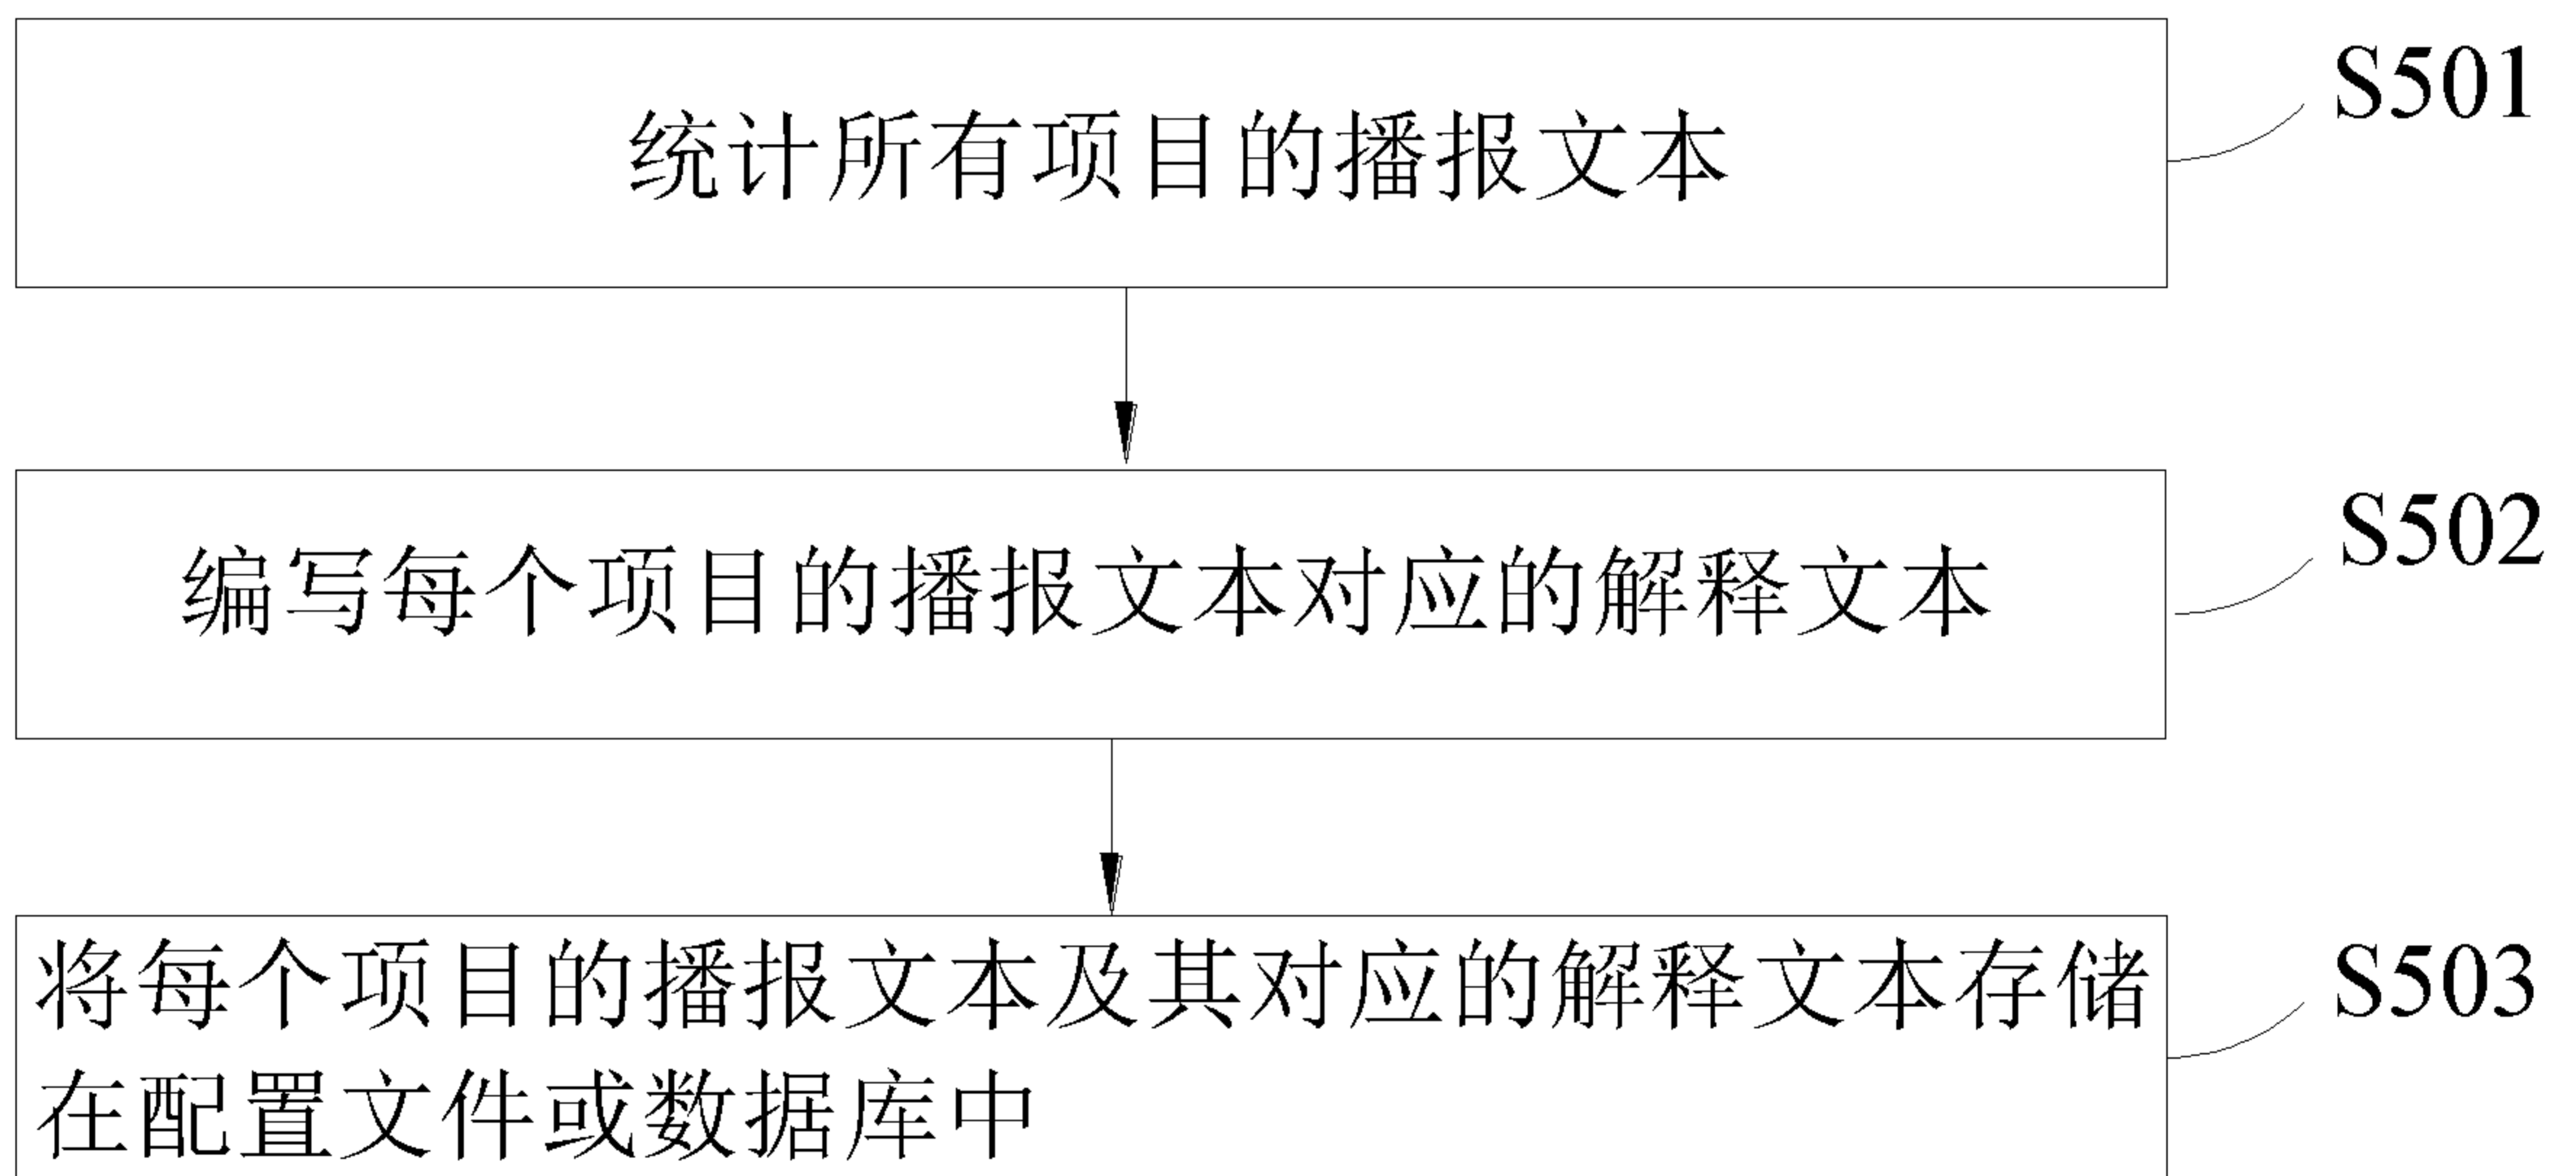 统计所有项目的播报文本
S501
编写每个项目的播报文本对应的解释文本
S502
将每个项目的播报文本及其对应的解释文本存储
在配置文件或数据库中
S503